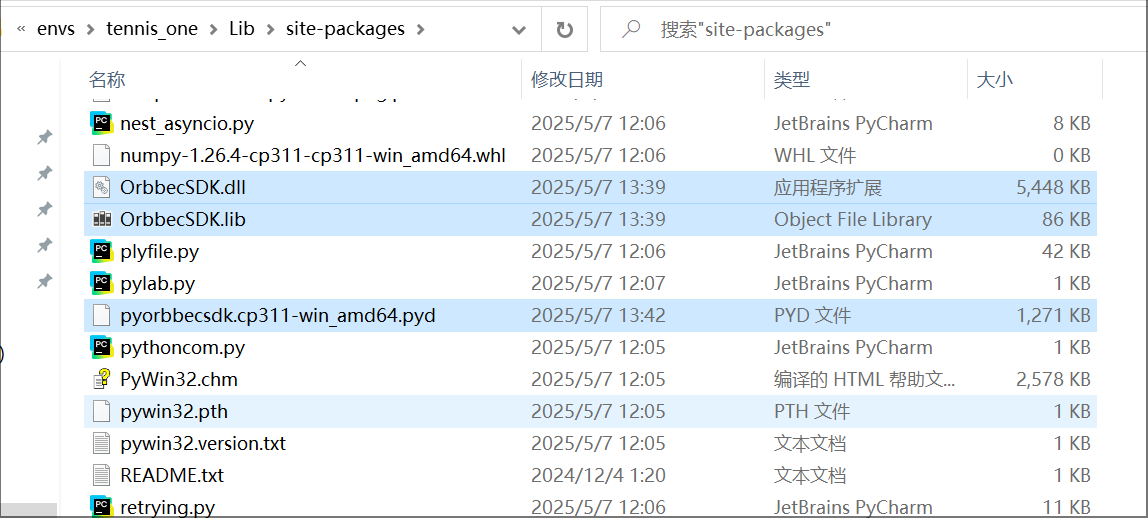 « envs > tennis_one > Lib > site-packages >
搜索"site-packages"
名称 修改日期 类型 大小
nest_asyncio.py 2025/5/7 12:06 JetBrains PyCharm 8 KB
numpy-1.26.4-cp311-cp311-win_amd64.whl 2025/5/7 12:06 WHL 文件 0 KB
OrbbecSDK.dll 2025/5/7 13:39 应用程序扩展 5,448 KB
OrbbecSDK.lib 2025/5/7 13:39 Object File Library 86 KB
plyfile.py 2025/5/7 12:06 JetBrains PyCharm 42 KB
pylab.py 2025/5/7 12:07 JetBrains PyCharm 1 KB
pyorbbecsdk.cp311-win_amd64.pyd 2025/5/7 13:42 PYD 文件 1,271 KB
pythoncom.py 2025/5/7 12:05 JetBrains PyCharm 1 KB
PyWin32.chm 2025/5/7 12:05 编译的 HTML 帮助文... 2,578 KB
pywin32.pth 2025/5/7 12:05 PTH 文件 1 KB
pywin32.version.txt 2025/5/7 12:05 文本文档 1 KB
README.txt 2024/12/4 1:20 文本文档 1 KB
retrying.py 2025/5/7 12:06 JetBrains PyCharm 11 KB